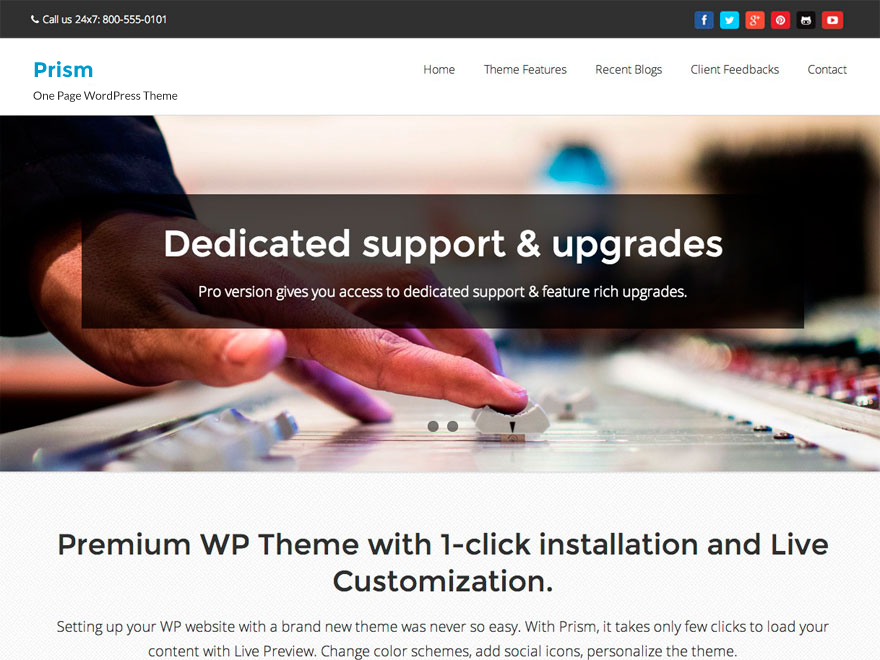 Call us 24x7: 800-555-0101
Prism
One Page WordPress Theme
Home Theme Features Recent Blogs Client Feedbacks Contact
Dedicated support & upgrades
Pro version gives you access to dedicated support & feature rich upgrades.
Premium WP Theme with 1-click installation and Live
Customization.
Setting up your WP website with a brand new theme was never so easy. With Prism, it takes only few clicks to load your
content with Live Preview. Change color schemes, add social icons, personalize the theme.